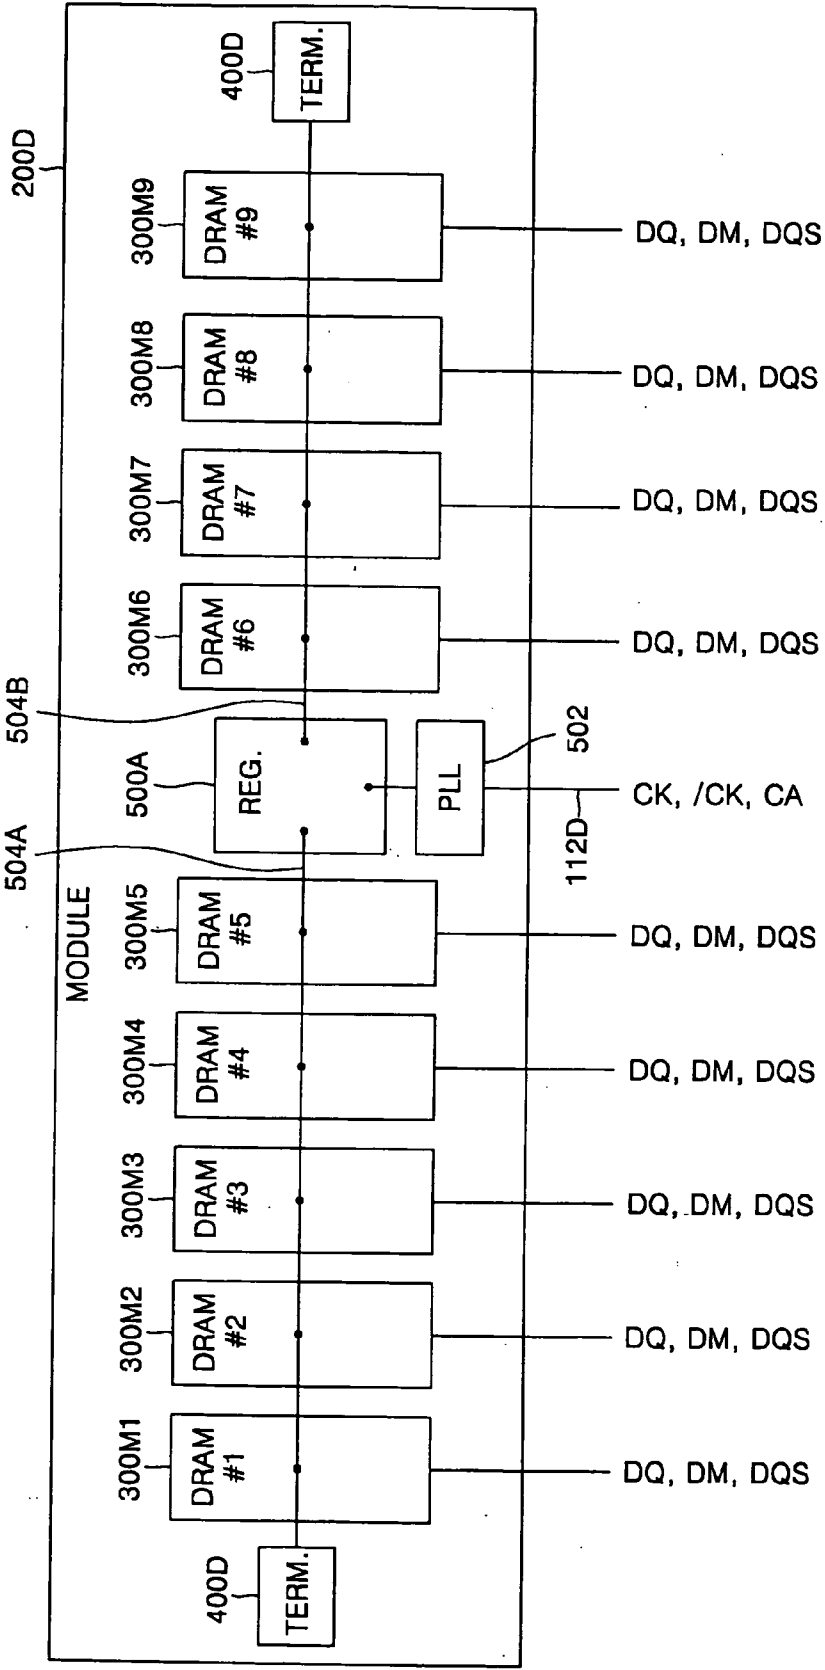 200D
MODULE
400D
TERM.
300M1
DRAM
#1
300M2
DRAM
#2
300M3
DRAM
#3
300M4
DRAM
#4
300M5
DRAM
#5
504A
500A
REG.
504B
PLL
502
112D
300M6
DRAM
#6
300M7
DRAM
#7
300M8
DRAM
#8
300M9
DRAM
#9
400D
TERM.
DQ, DM, DQS
DQ, DM, DQS
DQ, DM, DQS
DQ, DM, DQS
DQ, DM, DQS
CK, /CK, CA
DQ, DM, DQS
DQ, DM, DQS
DQ, DM, DQS
DQ, DM, DQS